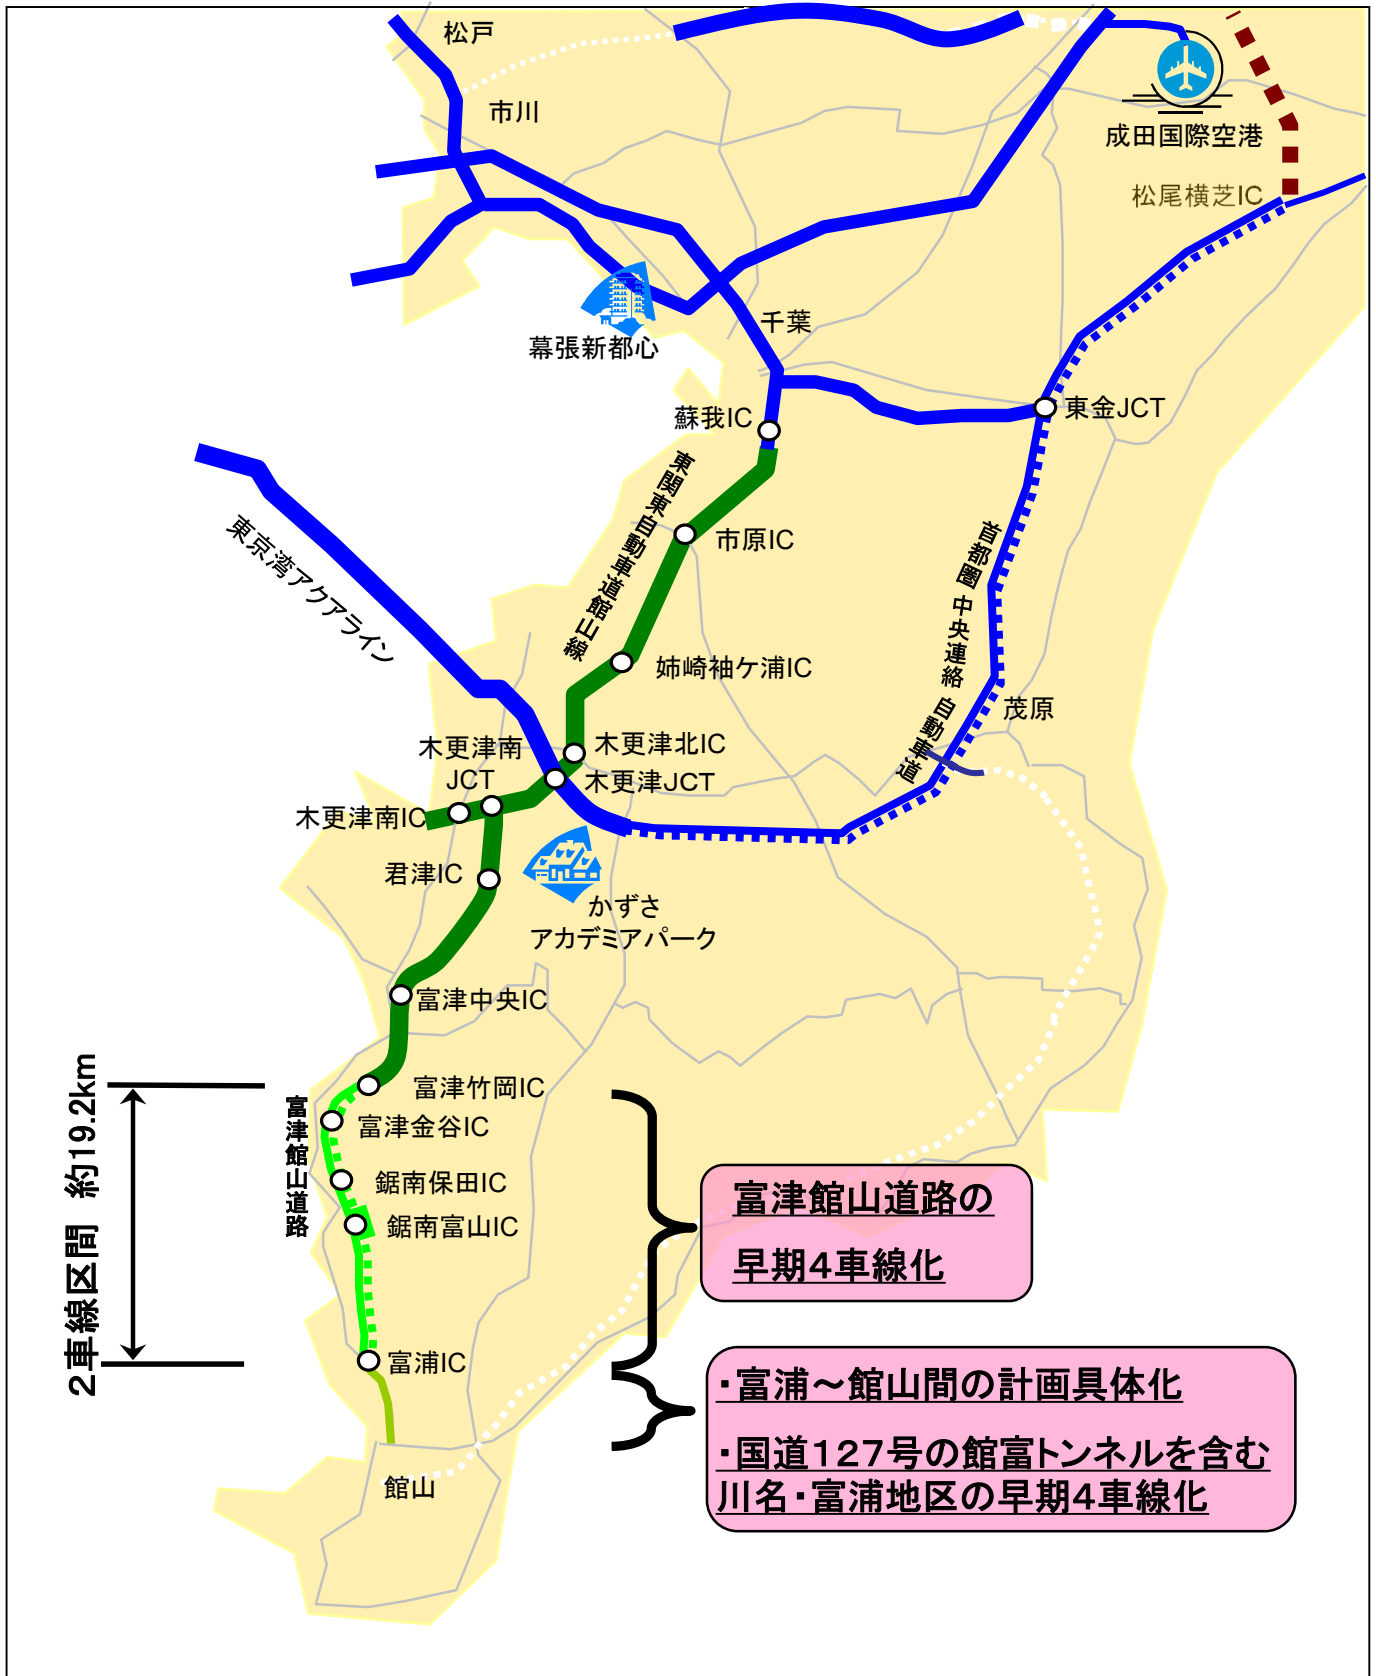 松戸
市川
成田国際空港
松尾横芝IC
千葉
幕張新都心
蘇我IC
東金JCT
東関東自動車道館山線
市原IC
東京湾アクアライン
首都圏 中央連絡 自動車道
姉崎袖ケ浦IC
茂原
木更津南
JCT
木更津北IC
木更津JCT
木更津南IC
君津IC
かずさ
アカデミアパーク
富津中央IC
富津竹岡IC
富津金谷IC
鋸南保田IC
鋸南富山IC
富津館山道路
2車線区間 約19.2km
富津館山道路の
早期4車線化
富浦IC
・富浦～館山間の計画具体化
・国道127号の館富トンネルを含む
川名・富浦地区の早期4車線化
館山